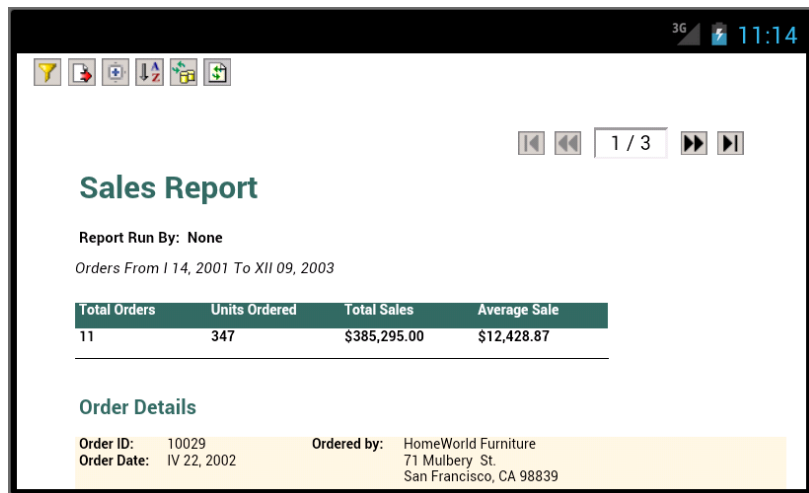 3G 11:14
1 / 3
Sales Report
Report Run By: None
Orders From I 14, 2001 To XII 09, 2003
Total Orders Units Ordered Total Sales Average Sale
11 347 $385,295.00 $12,428.87
Order Details
Order ID: 10029 Ordered by: HomeWorld Furniture
Order Date: IV 22, 2002 71 Mulbery St.
San Francisco, CA 98839